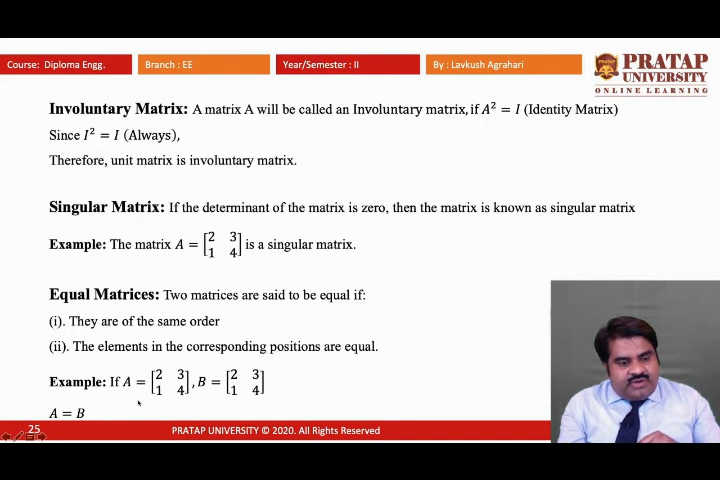 Course: Diploma Engg.
Branch : EE
Year/Semester : II
By : Lavkush Agrahari
PRATAP
UNIVERSITY
ONLINE LEARNING
Involuntary Matrix: A matrix A will be called an Involuntary matrix, if A² = I (Identity Matrix)
Since I² = I (Always),
Therefore, unit matrix is involuntary matrix.
Singular Matrix: If the determinant of the matrix is zero, then the matrix is known as singular matrix
Example: The matrix A = [2 3
1 4] is a singular matrix.
Equal Matrices: Two matrices are said to be equal if:
(i). They are of the same order
(ii). The elements in the corresponding positions are equal.
Example: If A = [2 3
1 4], B = [2 3
1 4]
A = B
25
PRATAP UNIVERSITY © 2020. All Rights Reserved